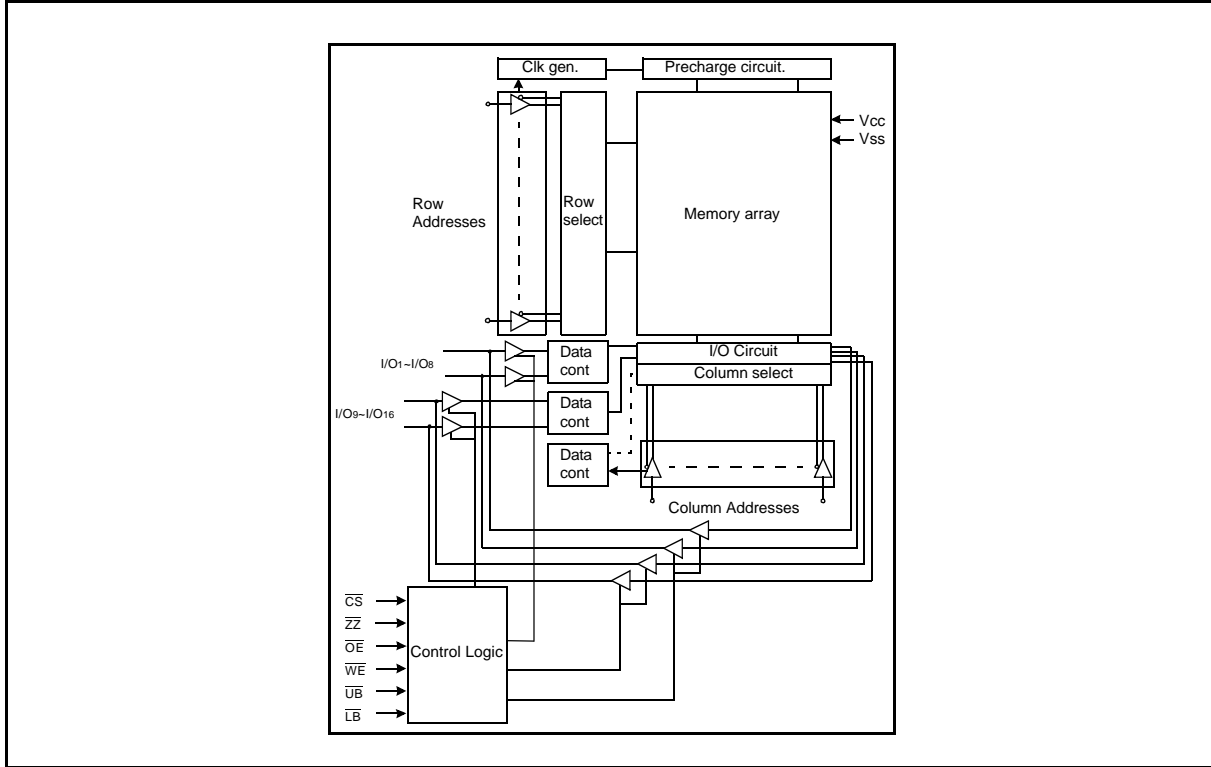 Clk gen.
Precharge circuit.
Vcc
Vss
Row
Addresses
Row
select
Memory array
I/O1~I/O8
Data
cont
I/O Circuit
Column select
I/O9~I/O16
Data
cont
Data
cont
Column Addresses
CS
ZZ
OE
WE
UB
LB
Control Logic